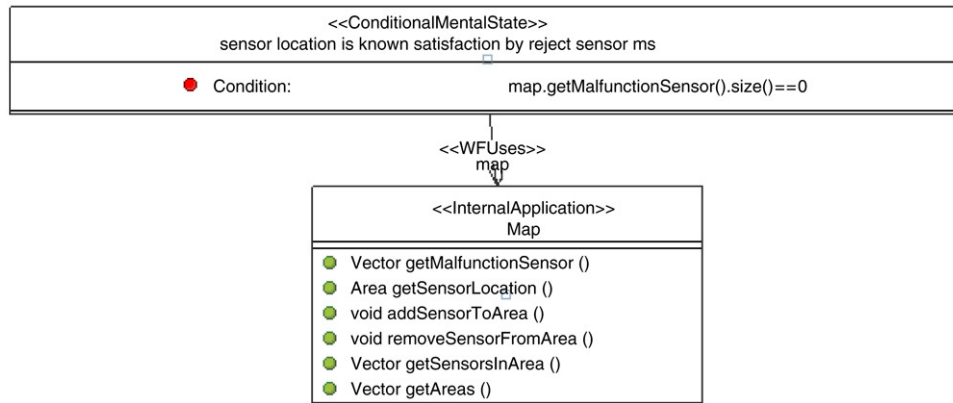 <<ConditionalMentalState>>
sensor location is known satisfaction by reject sensor ms
Condition: map.getMalfunctionSensor().size()==0
<<WFUses>>
map
<<InternalApplication>>
Map
Vector getMalfunctionSensor ()
Area getSensorLocation ()
void addSensorToArea ()
void removeSensorFromArea ()
Vector getSensorsInArea ()
Vector getAreas ()